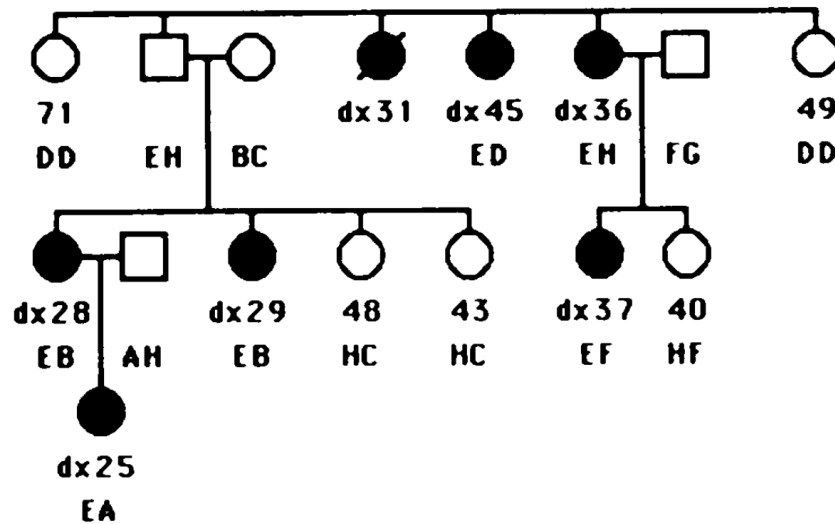 71 dx31 dx45 dx36 49
DD EH BC ED EH FG DD
dx28 dx29 48 43 dx37 40
EB AH EB HC HC EF HF
dx25
EA